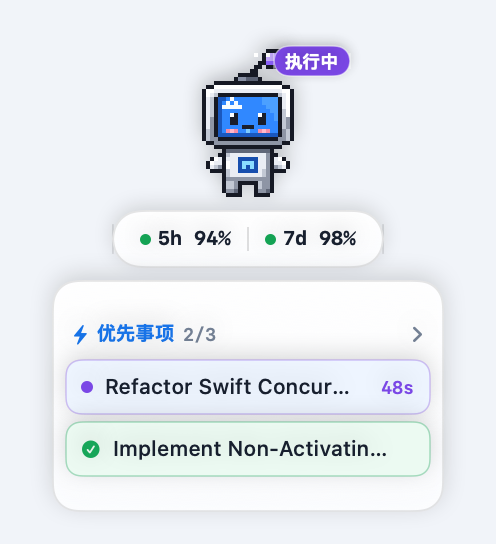 执行中
5h 94% 7d 98%
优先事项 2/3
Refactor Swift Concur... 48s
Implement Non-Activatin...